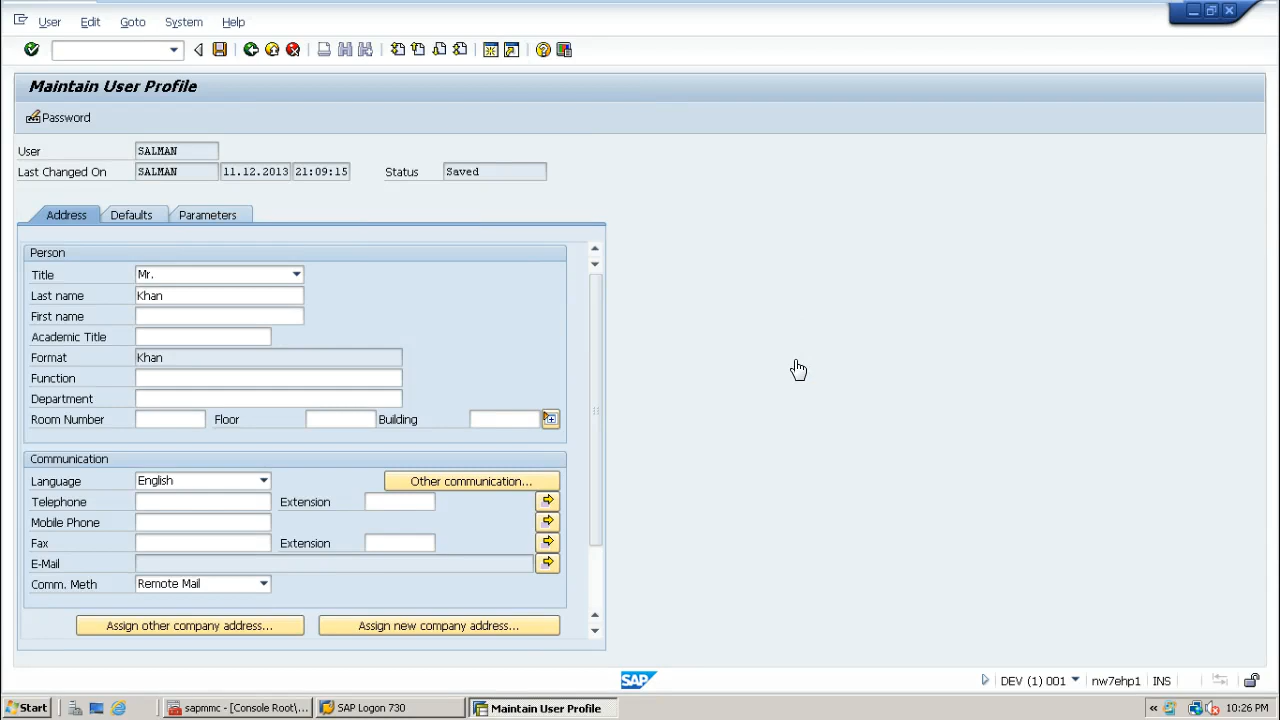 User Edit Goto System Help
Maintain User Profile
Password
User SALMAN
Last Changed On SALMAN 11.12.2013 21:09:15 Status Saved
Address Defaults Parameters
Person
Title Mr.
Last name Khan
First name
Academic Title
Format Khan
Function
Department
Room Number Floor Building
Communication
Language English Other communication...
Telephone Extension
Mobile Phone
Fax Extension
E-Mail
Comm. Meth Remote Mail
Assign other company address... Assign new company address...
SAP DEV (1) 001 nw7ehp1 INS
Start sapmmc - [Console Root\... SAP Logon 730 Maintain User Profile « 10:26 PM